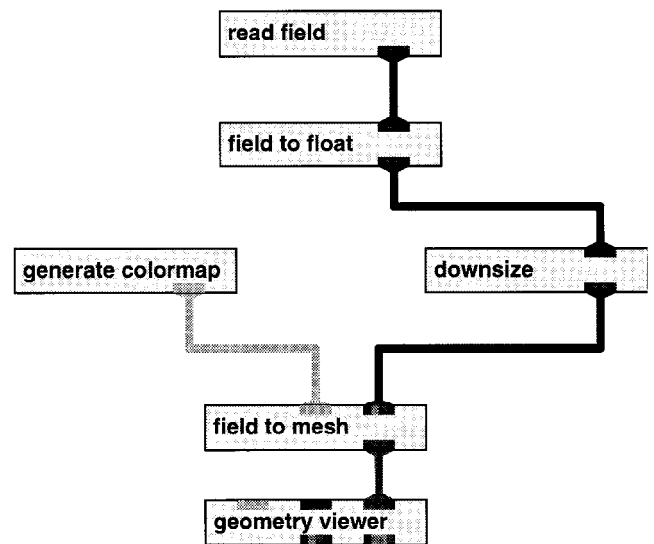 read field
field to float
generate colormap
downsize
field to mesh
geometry viewer